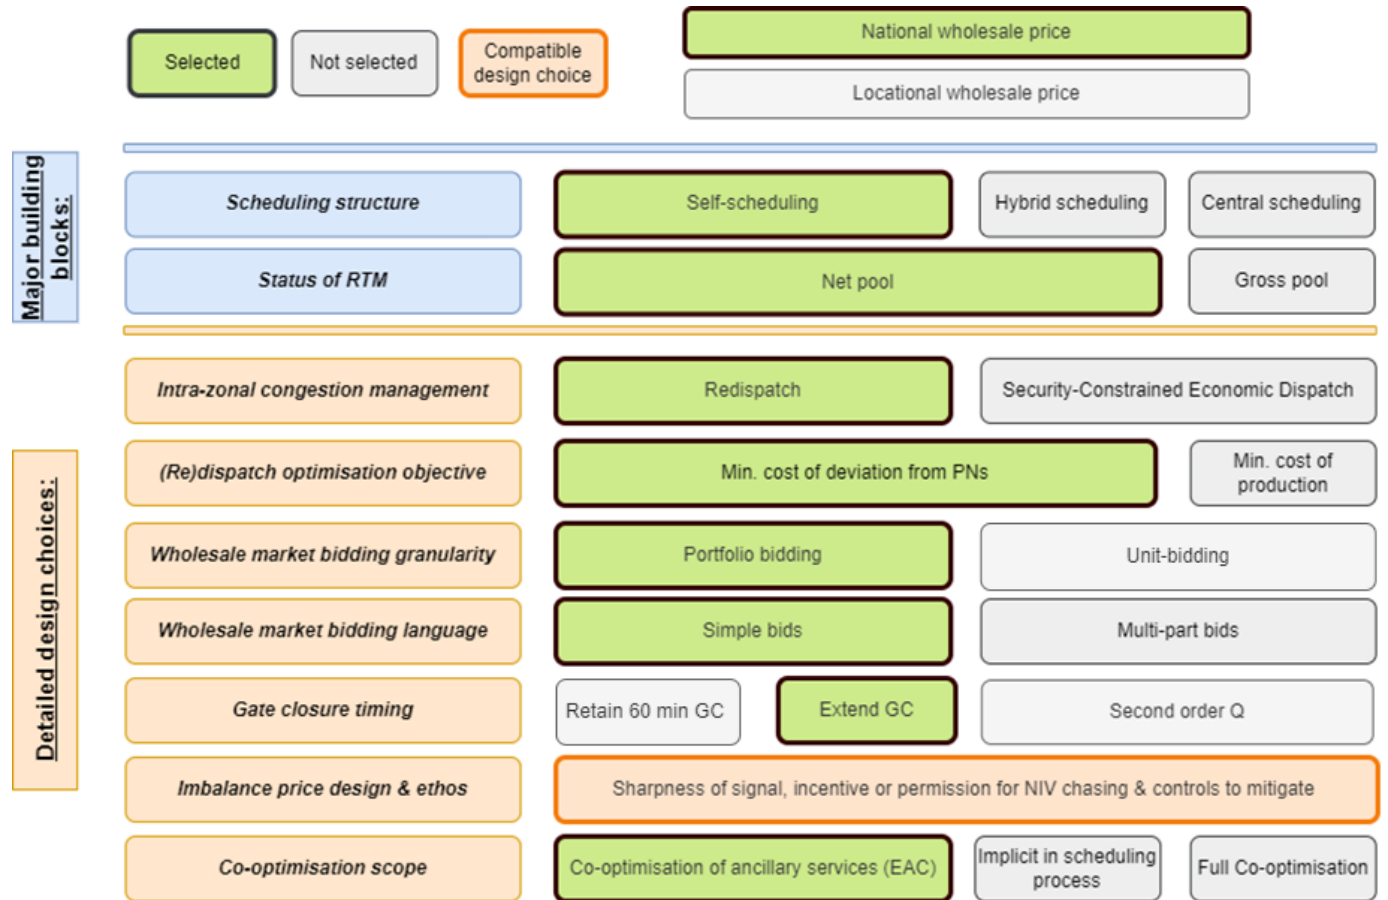 Selected
Not selected
Compatible
design choice
National wholesale price
Locational wholesale price
Major building
blocks:
Scheduling structure
Self-scheduling
Hybrid scheduling
Central scheduling
Status of RTM
Net pool
Gross pool
Detailed design choices:
Intra-zonal congestion management
Redispatch
Security-Constrained Economic Dispatch
(Re)dispatch optimisation objective
Min. cost of deviation from PNs
Min. cost of
production
Wholesale market bidding granularity
Portfolio bidding
Unit-bidding
Wholesale market bidding language
Simple bids
Multi-part bids
Gate closure timing
Retain 60 min GC
Extend GC
Second order Q
Imbalance price design & ethos
Sharpness of signal, incentive or permission for NIV chasing & controls to mitigate
Co-optimisation scope
Co-optimisation of ancillary services (EAC)
Implicit in scheduling
process
Full Co-optimisation